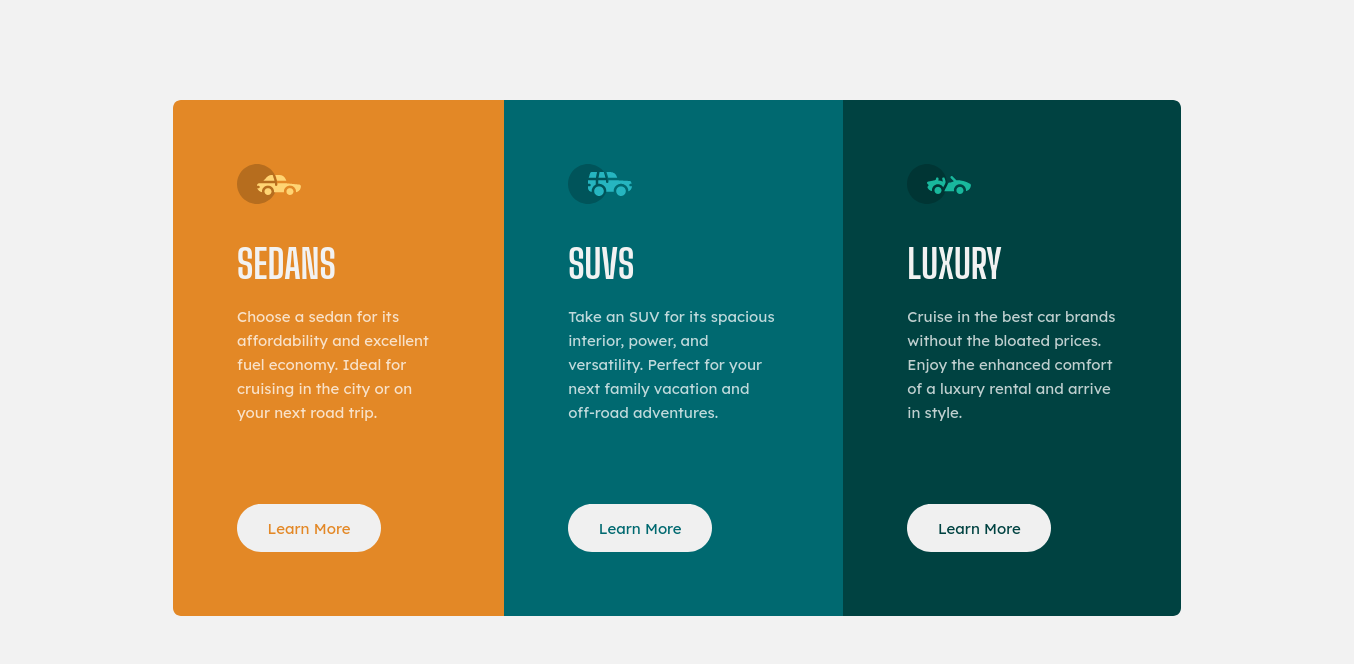 SEDANS
Choose a sedan for its
affordability and excellent
fuel economy. Ideal for
cruising in the city or on
your next road trip.
Learn More
SUVS
Take an SUV for its spacious
interior, power, and
versatility. Perfect for your
next family vacation and
off-road adventures.
Learn More
LUXURY
Cruise in the best car brands
without the bloated prices.
Enjoy the enhanced comfort
of a luxury rental and arrive
in style.
Learn More